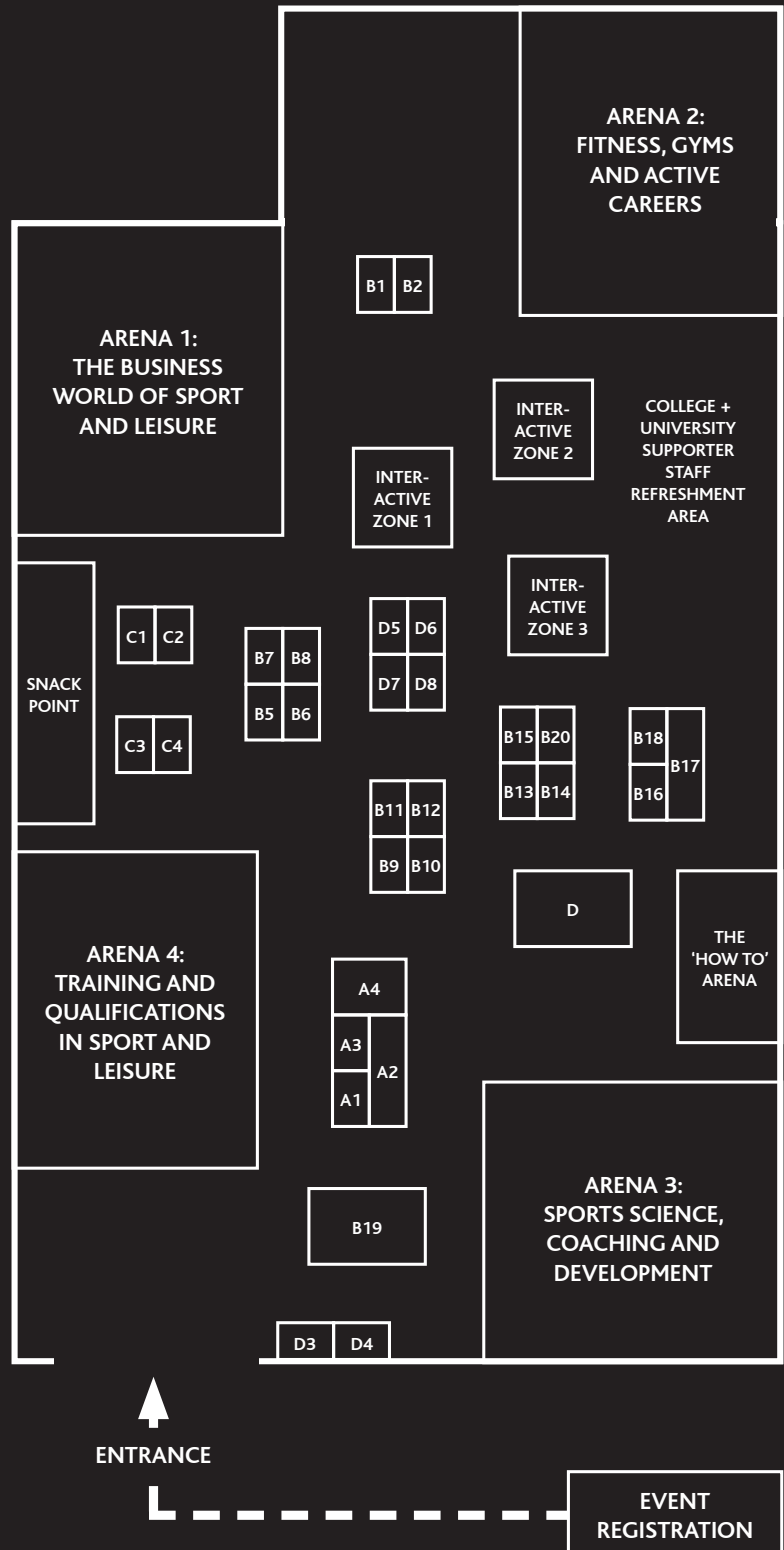 ARENA 2:
FITNESS, GYMS
AND ACTIVE
CAREERS
B1 B2
ARENA 1:
THE BUSINESS
WORLD OF SPORT
AND LEISURE
INTER-
ACTIVE
ZONE 2
COLLEGE +
UNIVERSITY
SUPPORTER
STAFF
REFRESHMENT
AREA
INTER-
ACTIVE
ZONE 1
INTER-
ACTIVE
ZONE 3
SNACK
POINT
C1 C2
C3 C4
B7 B8
B5 B6
D5 D6
D7 D8
B15 B20
B13 B14
B18
B17
B16
B11 B12
B9 B10
D
THE
'HOW TO'
ARENA
ARENA 4:
TRAINING AND
QUALIFICATIONS
IN SPORT AND
LEISURE
A4
A3
A2
A1
ARENA 3:
SPORTS SCIENCE,
COACHING AND
DEVELOPMENT
B19
D3 D4
ENTRANCE
EVENT
REGISTRATION